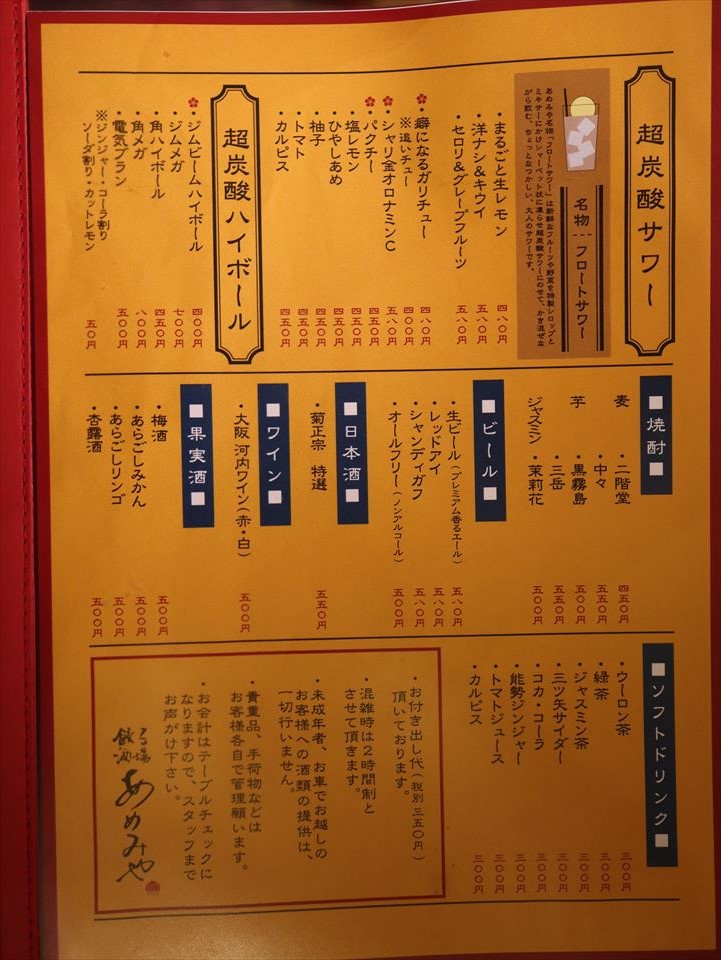 超炭酸サワー
名物 フロートサワー
あめみや名物「フロートサワー」は新鮮なフルーツや野菜を特製シロップと
ミキサーにかけシャーベット状に凍らせ超炭酸サワーにのせて、かき混ぜな
がら飲む、ちょっとなつかしい、大人のサワーです。
・まるごと生レモン 四八〇円
・洋ナシ&キウイ 五八〇円
・セロリ&グレープフルーツ 五八〇円
・癖になるガリチュー 四八〇円
※追いチュー
・シャリ金オロナミンC 五八〇円
・パクチー
・塩レモン
・ひやしあめ
・柚子
・トマト
・カルピス 四五〇円
超炭酸ハイボール
・ジムビームハイボール 四〇〇円
・ジムメガ 七〇〇円
・角ハイボール 四五〇円
・角メガ 八〇〇円
・電気ブラン 五〇〇円
※ジンジャー・コーラ割り
ソーダ割り・カットレモン 五〇円
■焼酎■
麦 ・二階堂 四五〇円
・中々 五五〇円
芋 ・黒霧島 五五〇円
・三岳 五五〇円
ジャスミン ・茉莉花 五〇〇円
■ビール■
・生ビール(プレミアム香るエール) 五八〇円
・レッドアイ 五八〇円
・シャンディガフ 五八〇円
・オールフリー(ノンアルコール) 五〇〇円
■日本酒■
・菊正宗 特選 五五〇円
■ワイン■
・大阪 河内ワイン(赤・白) 五〇〇円
■果実酒■
・梅酒 五〇〇円
・あらごしみかん 五〇〇円
・あらごしリンゴ 五〇〇円
・杏露酒 五〇〇円
■ソフトドリンク■
・ウーロン茶 三〇〇円
・緑茶 三〇〇円
・ジャスミン茶 三〇〇円
・三ツ矢サイダー 三〇〇円
・コカ・コーラ 三〇〇円
・能勢ジンジャー 三〇〇円
・トマトジュース 三〇〇円
・カルピス 三〇〇円
・お付き出し代(税別三五〇円)
頂いております。
・混雑時は2時間制と
させて頂きます。
・未成年者、お車でお越しの
お客様への酒類の提供は、
一切行いません。
・貴重品、手荷物などは
お客様各自で管理願います。
・お会計はテーブルチェックに
なりますので、スタッフまで
お声がけ下さい。
飲酒場
あめみや